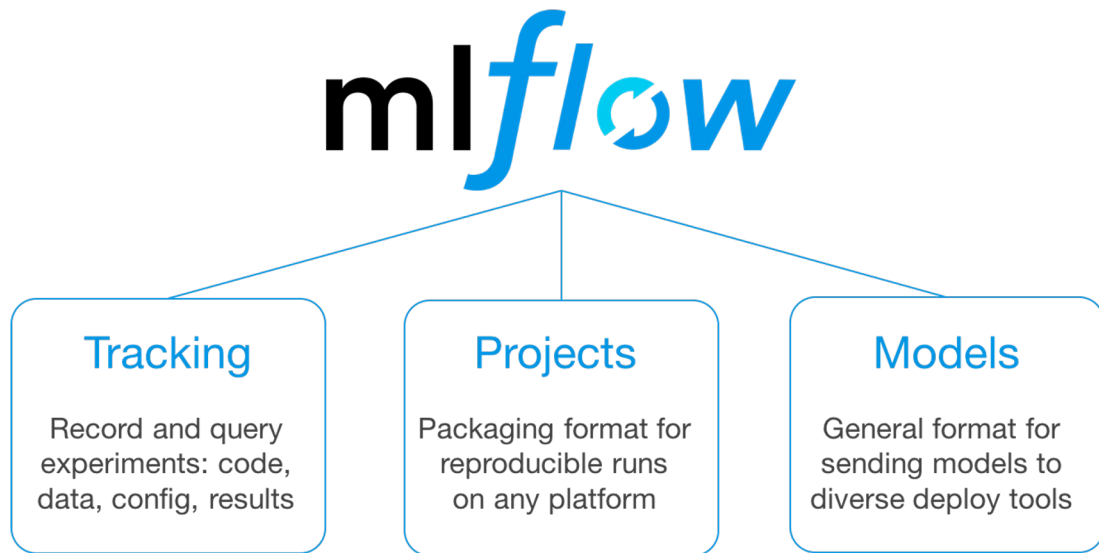 mlflow
Tracking
Record and query
experiments: code,
data, config, results
Projects
Packaging format for
reproducible runs
on any platform
Models
General format for
sending models to
diverse deploy tools